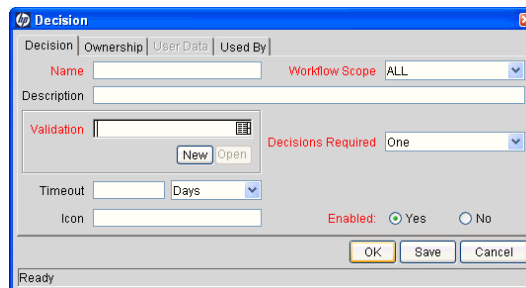 hp Decision
Decision Ownership User Data Used By
Name Workflow Scope ALL
Description
Validation
New Open
Decisions Required One
Timeout Days
Icon Enabled: Yes No
OK Save Cancel
Ready